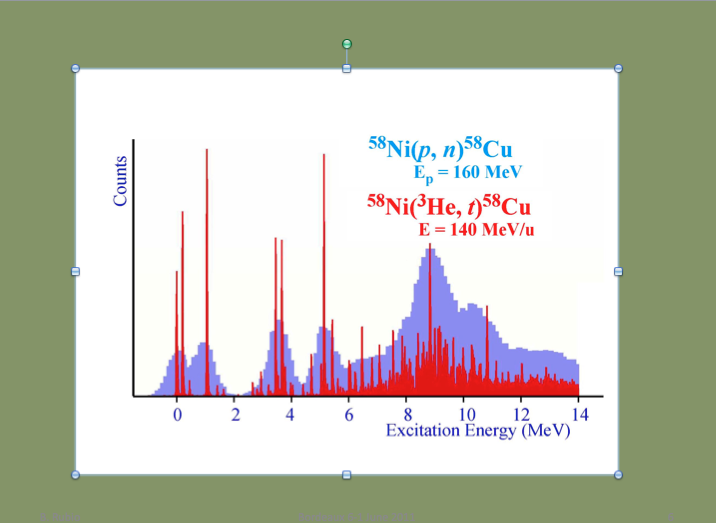 ⁵⁸Ni(p, n)⁵⁸Cu
Eₚ = 160 MeV
⁵⁸Ni(³He, t)⁵⁸Cu
E = 140 MeV/u
Counts
0 2 4 6 8 10 12 14
Excitation Energy (MeV)